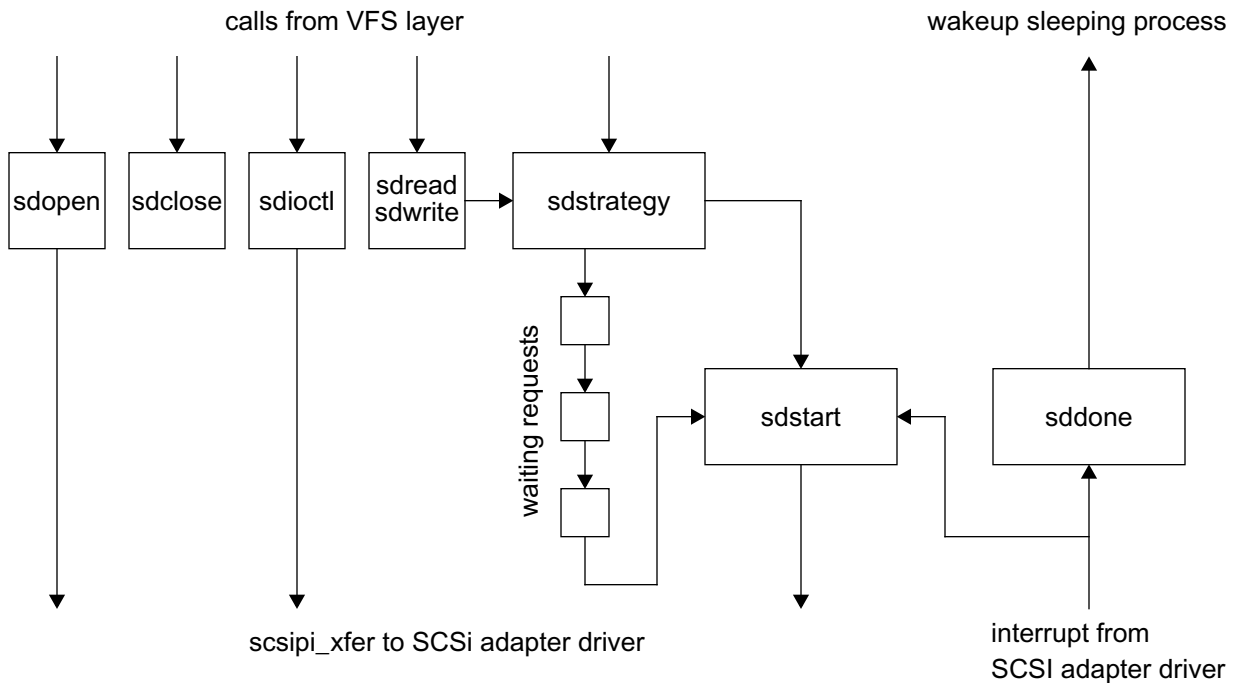 calls from VFS layer
wakeup sleeping process
sdopen
sdclose
sdioctl
sdread
sdwrite
sdstrategy
waiting requests
sdstart
sddone
scsipi_xfer to SCSi adapter driver
interrupt from
SCSI adapter driver